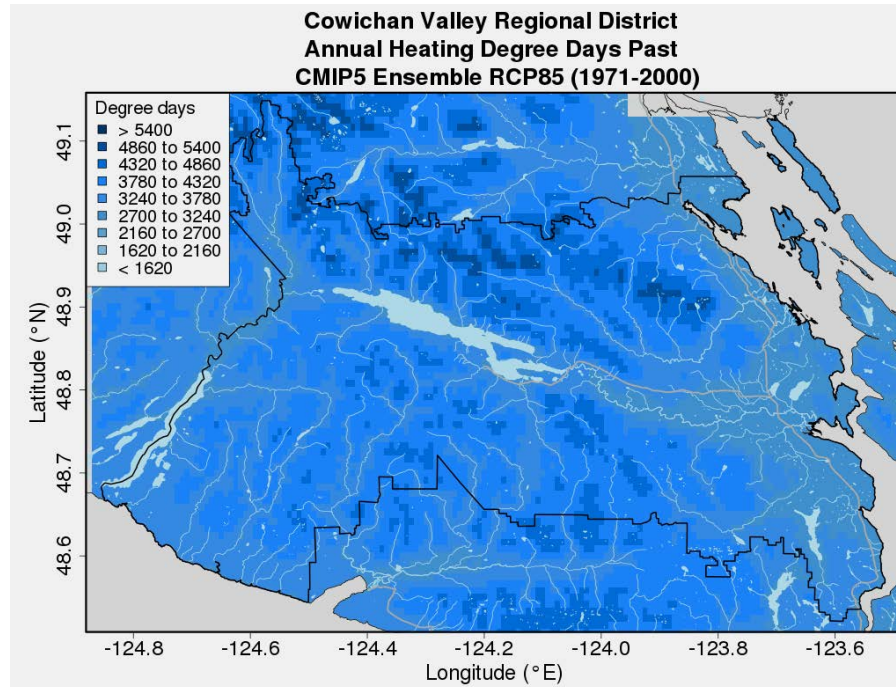 Cowichan Valley Regional District
Annual Heating Degree Days Past
CMIP5 Ensemble RCP85 (1971-2000)
Degree days
> 5400
4860 to 5400
4320 to 4860
3780 to 4320
3240 to 3780
2700 to 3240
2160 to 2700
1620 to 2160
< 1620
49.1
49.0
48.9
48.8
48.7
48.6
Latitude (°N)
-124.8 -124.6 -124.4 -124.2 -124.0 -123.8 -123.6
Longitude (°E)